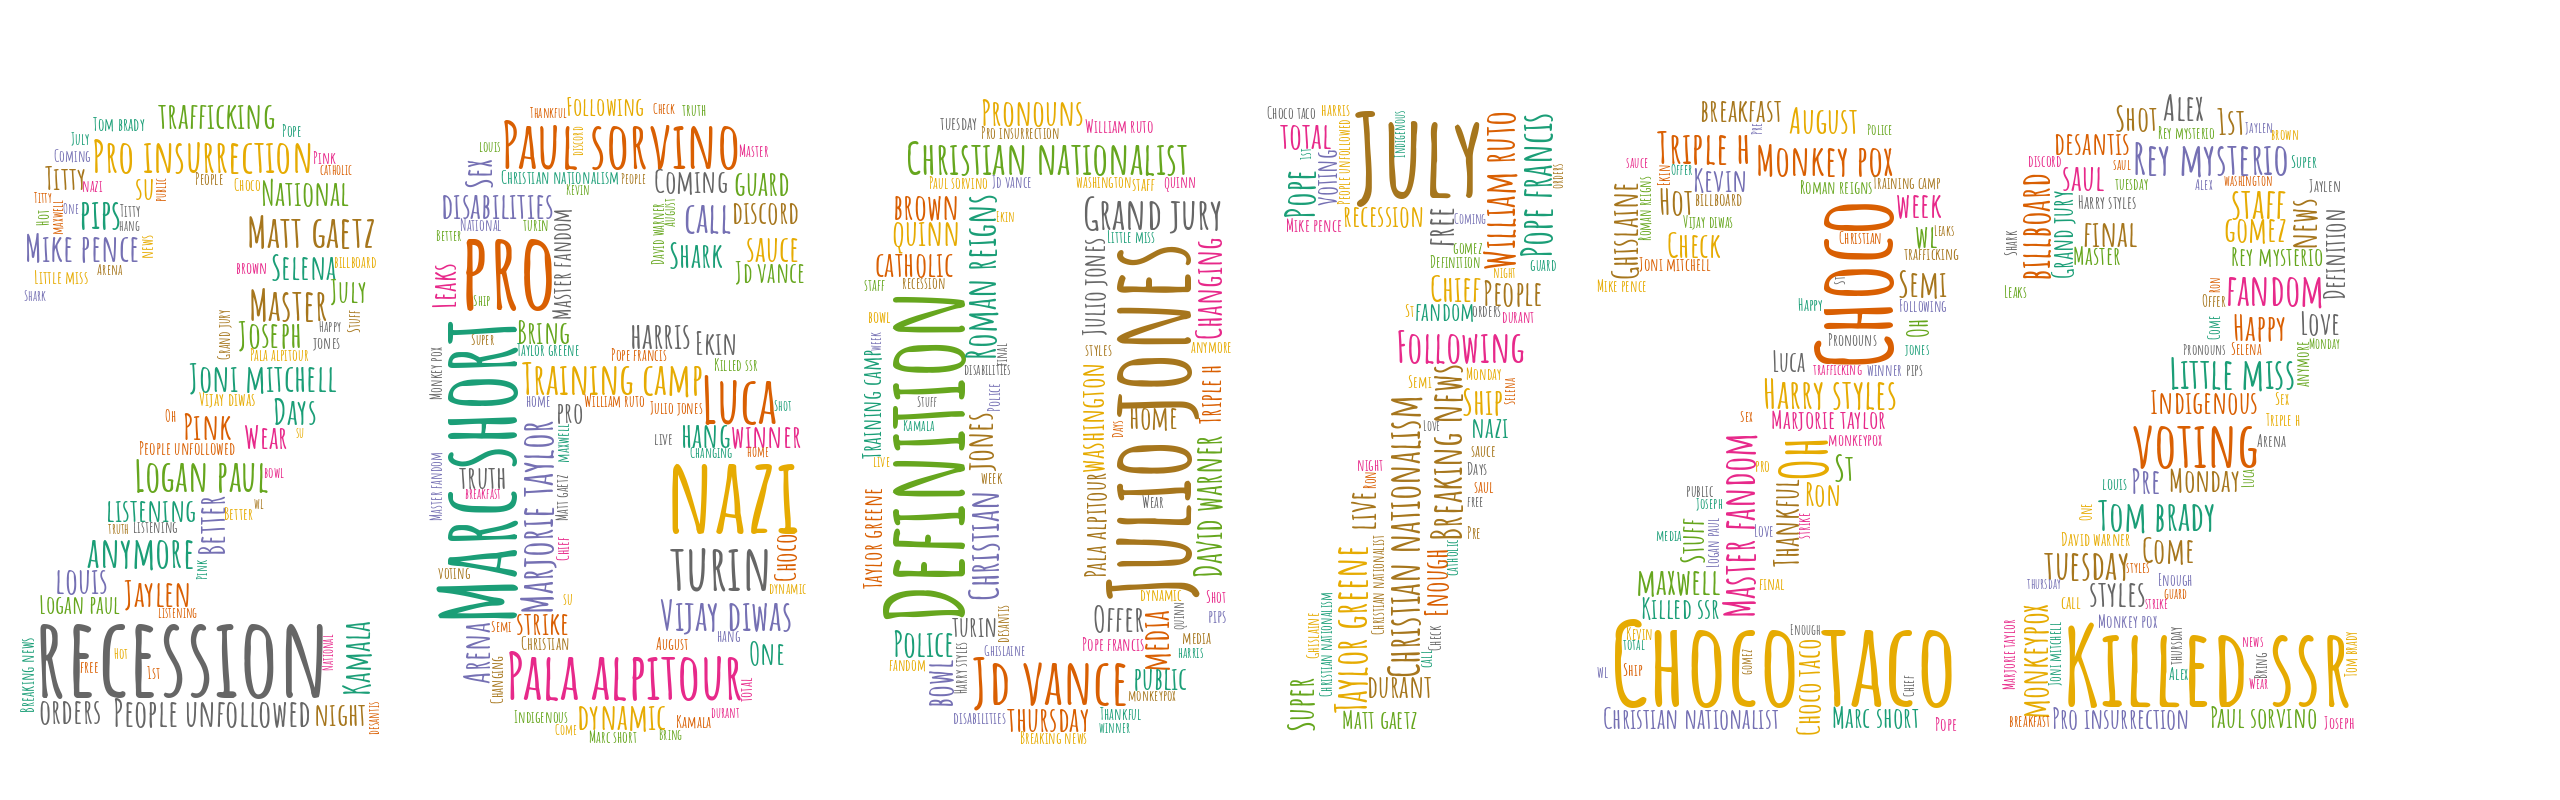 Trafficking
Tom Brady
Pope
July
Pro insurrection
Coming
Pink
Catholic
Titty
Nazi
People
SU
Public
Choco
National
Titty
Hot
Maxwell
One
Pips
Titty
Hang
Matt Gaetz
Mike Pence
News
Brown
Selena
Billboard
Little Miss
Arena
Shark
Master
July
Grand Jury
Joseph
Happy
Stuff
Jones
Pala Alpitour
Joni Mitchell
Vijay Diwas
Days
Oh
Pink
Wear
SU
People unfollowed
Logan Paul
Bowl
Listening
Better
Better
WL
Truth
Listening
Anymore
Pink
Louis
Jaylen
Logan Paul
Listening
Recession
Breaking news
Free
Hot
1st
National
Kamala
Orders
People unfollowed
Night
DeSantis
Thankful
Following
Check
Truth
Paul Sorvino
Discord
Louis
Master
Sex
Christian nationalism
People
Kevin
Coming
Guard
Disabilities
National
Turin
David Warner
August
Call
Discord
Better
Shark
Sauce
JD Vance
Leaks
Pro
Ship
Master fandom
Marc Short
Super
Bring
Taylor Greene
Harris
Ekin
Pope Francis
Killed SSR
Monkey pox
Training camp
Luca
Home
William Ruto
Julio Jones
Shot
Pro
Marjorie Taylor
Maxwell
Live
Hang
Winner
Changing
Home
Master fandom
Truth
Breakfast
Matt Gaetz
Nazi
Chief
Turin
Choco
Voting
Dynamic
SU
Vijay Diwas
Hang
Arena
Semi
Strike
Christian
August
One
Changing
Pala Alpitour
Total
Indigenous
Dynamic
Kamala
Durant
Come
Marc Short
Bring
Pronouns
Tuesday
Pro insurrection
William Ruto
Christian nationalist
Paul Sorvino
JD Vance
Washington
Staff
Quinn
Brown
Quinn
Roman Reigns
Ekin
Catholic
Staff
Recession
Grand Jury
Little Miss
Julio Jones
Julio Jones
Changing
Definition
Bowl
Week
Final
Disabilities
Training camp
Styles
Anymore
Stuff
Kamala
Police
Jones
Live
Week
Washington
Days
Home
Triple H
Taylor Greene
Christian
Pala Alpitour
Wear
David Warner
Dynamic
Shot
Offer
Quinn
Pips
Police
Turin
DeSantis
Fandom
Ghislaine
Pope Francis
Media
Media
Harris
Bowl
Harry Styles
JD Vance
Public
Monkeypox
Disabilities
Thursday
Thankful
Winner
Breaking news
Choco Taco
Harris
July
Indigenous
William Ruto
Pope Francis
Total
1st
People unfollowed
Pope
Voting
Orders
Mike Pence
Recession
Free
Coming
Gomez
Definition
Night
Guard
Chief
People
St
Fandom
Orders
Durant
Following
Semi
Monday
Selena
Christian nationalism
Breaking news
Ship
Love
Nazi
Sauce
Night
Ron
Days
Saul
Live
Free
Pre
Taylor Greene
Christian nationalist
Enough
Catholic
Ghislaine
Christian nationalism
Check
Call
Super
Durant
Matt Gaetz
Breakfast
Pre
August
Police
Triple H
Monkey pox
Sauce
Ekin
Offer
Kevin
Roman Reigns
Training camp
Ghislaine
Roman Reigns
Hot
Billboard
Vijay Diwas
Choco
Christian
Week
WL
Leaks
Check
Trafficking
Joni Mitchell
Mike Pence
St
Semi
Happy
Following
Pronouns
Oh
Jones
Luca
Trafficking
Winner
Pips
Harry Styles
Sex
Marjorie Taylor
Monkeypox
Master fandom
Pro
Oh
St
Public
Joseph
Thankful
Ron
Media
Stuff
Logan Paul
Love
Strike
Maxwell
Final
Killed SSR
Choco Taco
Kevin
Total
Enough
WL
Ship
Gomez
Choco Taco
Chief
Christian nationalist
Marc Short
Pope
Shot
Alex
1st
Rey Mysterio
Jaylen
Brown
DeSantis
Discord
Saul
Rey Mysterio
Super
Billboard
Saul
Tuesday
Alex
Washington
Jaylen
Grand Jury
Harry Styles
Staff
Gomez
News
Definition
Shark
Final
Master
Rey Mysterio
Leaks
Ron
Offer
Fandom
Come
Happy
Love
Pronouns
Selena
Anymore
Monday
Little Miss
Indigenous
Sex
Triple H
Voting
Arena
Louis
Pre
Monday
Luca
One
Tom Brady
David Warner
Come
Tuesday
Styles
Thursday
Enough
Guard
Styles
Strike
Call
Monkey pox
Marjorie Taylor
Monkeypox
Joni Mitchell
Killed SSR
Thursday
Alex
News
Bring
Wear
Tom Brady
Breakfast
Pro insurrection
Paul Sorvino
Joseph